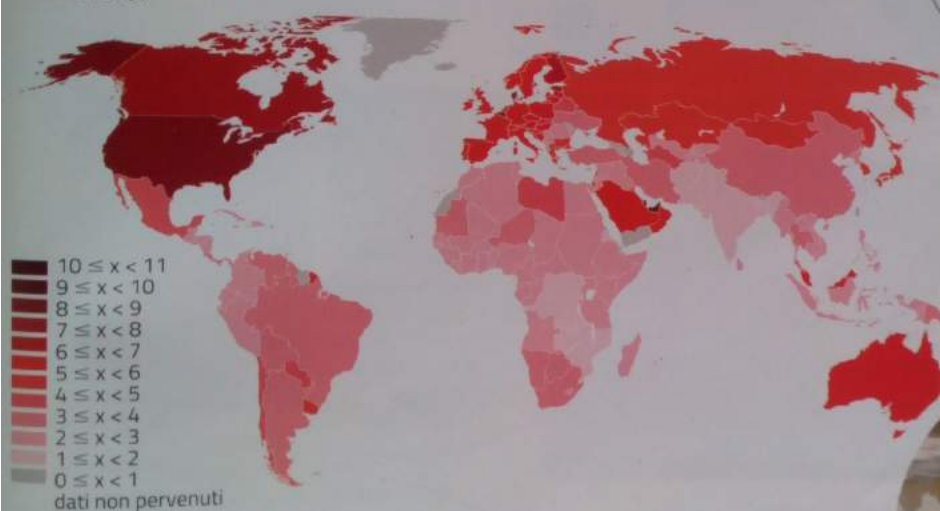 10 ≤ x < 11
9 ≤ x < 10
8 ≤ x < 9
7 ≤ x < 8
6 ≤ x < 7
5 ≤ x < 6
4 ≤ x < 5
3 ≤ x < 4
2 ≤ x < 3
1 ≤ x < 2
0 ≤ x < 1
dati non pervenuti